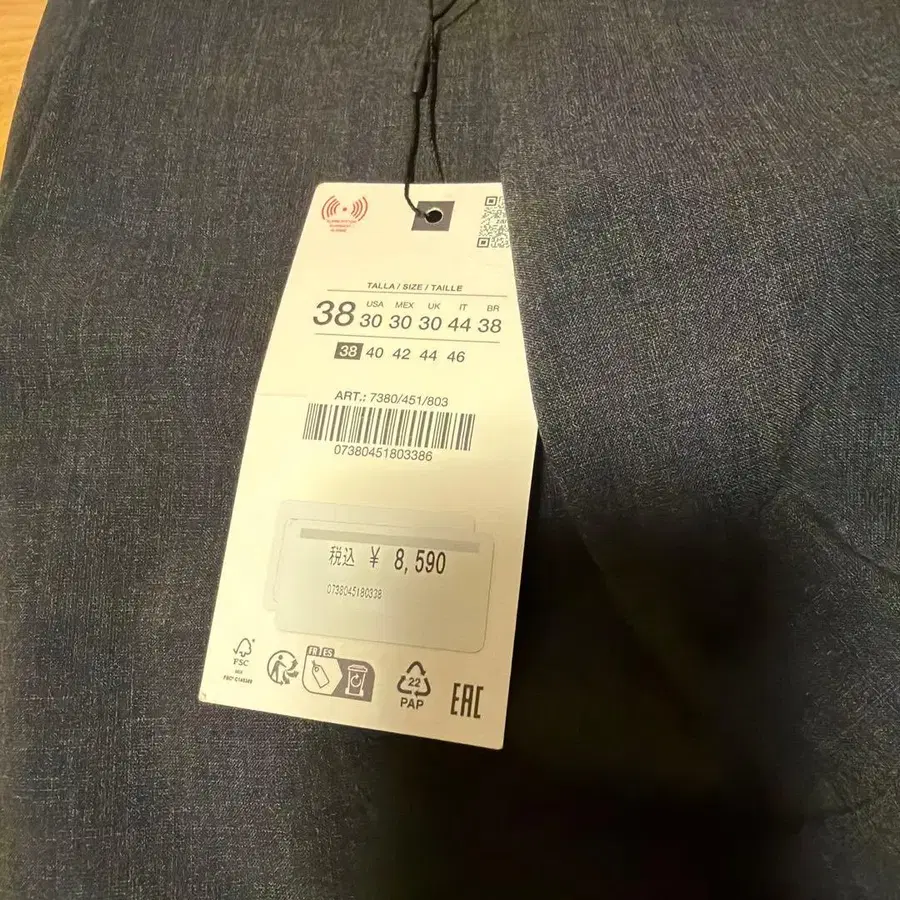 TALLA / SIZE / TAILLE
38 USA 30 MEX 30 UK 30 IT 44 BR 38
38 40 42 44 46
ART.: 7380/451/803
07380451803386
税込 ¥ 8,590
0738045180338
FR ES
FSC
22
PAP
EAC